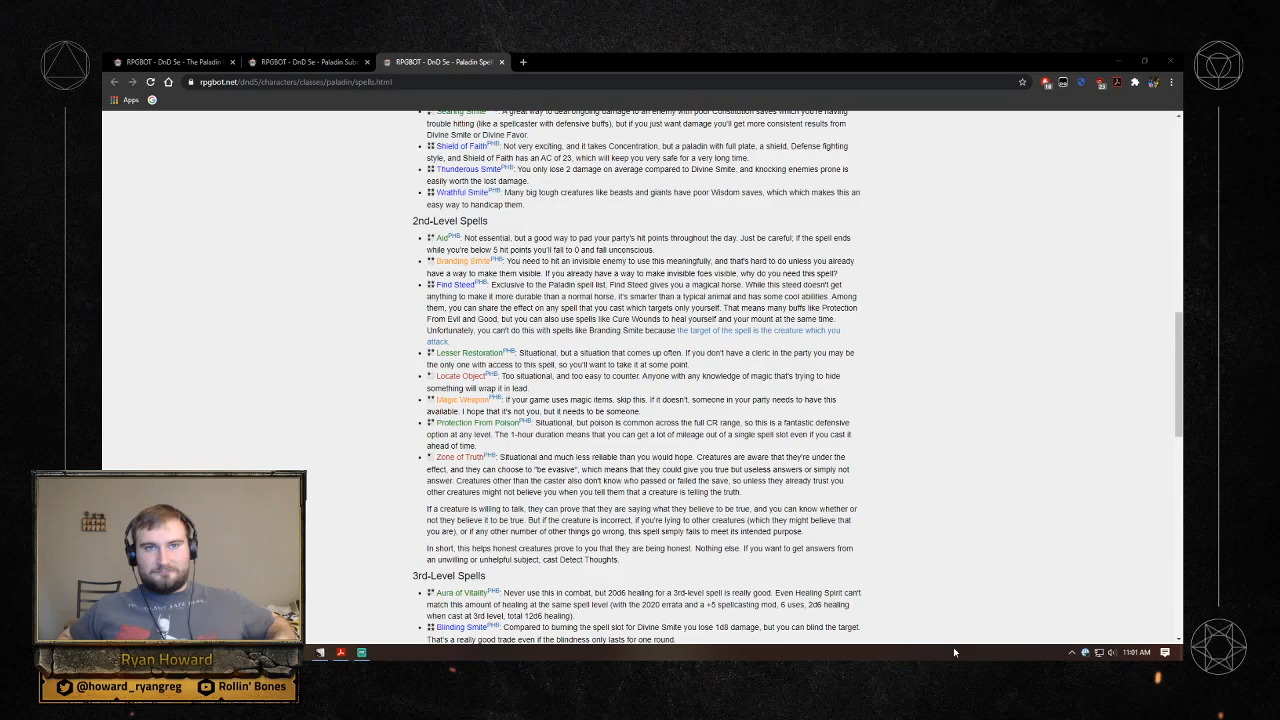 RPGBOT - DnD 5e - The Paladin
RPGBOT - DnD 5e - Paladin Sub
RPGBOT - DnD 5e - Paladin Spel
rpgbot.net/dnd5/characters/classes/paladin/spells.html
Apps
Searing Smite PHB: A great way to deal ongoing damage to an enemy with poor Constitution saves which you're having
trouble hitting (like a spellcaster with defensive buffs), but if you just want damage you'll get more consistent results from
Divine Smite or Divine Favor.
Shield of FaithPHB: Not very exciting, and it takes Concentration, but a paladin with full plate, a shield, Defense fighting
style, and Shield of Faith has an AC of 23, which will keep you very safe for a very long time.
Thunderous SmitePHB: You only lose 2 damage on average compared to Divine Smite, and knocking enemies prone is
easily worth the lost damage.
Wrathful SmitePHB: Many big tough creatures like beasts and giants have poor Wisdom saves, which which makes this an
easy way to handicap them.
2nd-Level Spells
AidPHB: Not essential, but a good way to pad your party's hit points throughout the day. Just be careful; if the spell ends
while you're below 5 hit points you'll fall to 0 and fall unconscious.
Branding SmitePHB: You need to hit an invisible enemy to use this meaningfully, and that's hard to do unless you already
have a way to make them visible. If you already have a way to make invisible foes visible, why do you need this spell?
Find SteedPHB: Exclusive to the Paladin spell list, Find Steed gives you a magical horse. While this steed doesn't get
anything to make it more durable than a normal horse, it's smarter than a typical animal and has some cool abilities. Among
them, you can share the effect on any spell that you cast which targets only yourself. That means many buffs like Protection
From Evil and Good, but you can also use spells like Cure Wounds to heal yourself and your mount at the same time.
Unfortunately, you can't do this with spells like Branding Smite because the target of the spell is the creature which you
attack.
Lesser RestorationPHB: Situational, but a situation that comes up often. If you don't have a cleric in the party you may be
the only one with access to this spell, so you'll want to take it at some point.
Locate ObjectPHB: Too situational, and too easy to counter. Anyone with any knowledge of magic that's trying to hide
something will wrap it in lead.
Magic WeaponPHB: If your game uses magic items, skip this. If it doesn't, someone in your party needs to have this
available. I hope that it's not you, but it needs to be someone.
Protection From PoisonPHB: Situational, but poison is common across the full CR range, so this is a fantastic defensive
option at any level. The 1-hour duration means that you can get a lot of mileage out of a single spell slot even if you cast it
ahead of time.
Zone of TruthPHB: Situational and much less reliable than you would hope. Creatures are aware that they're under the
effect, and they can choose to "be evasive", which means that they could give you true but useless answers or simply not
answer. Creatures other than the caster also don't know who passed or failed the save, so unless they already trust you
other creatures might not believe you when you tell them that a creature is telling the truth.
If a creature is willing to talk, they can prove that they are saying what they believe to be true, and you can know whether or
not they believe it to be true. But if the creature is incorrect, if you're lying to other creatures (which they might believe that
you are), or if any other number of other things go wrong, this spell simply fails to meet its intended purpose.
In short, this helps honest creatures prove to you that they are being honest. Nothing else. If you want to get answers from
an unwilling or unhelpful subject, cast Detect Thoughts.
3rd-Level Spells
Aura of VitalityPHB: Never use this in combat, but 20d6 healing for a 3rd-level spell is really good. Even Healing Spirit can't
match this amount of healing at the same spell level (with the 2020 errata and a +5 spellcasting mod, 6 uses, 2d6 healing
when cast at 3rd level, total 12d6 healing).
Blinding SmitePHB: Compared to burning the spell slot for Divine Smite you lose 1d8 damage, but you can blind the target.
That's a really good trade even if the blindness only lasts for one round.
11:01 AM
Ryan Howard
@howard_ryangreg
Rollin' Bones